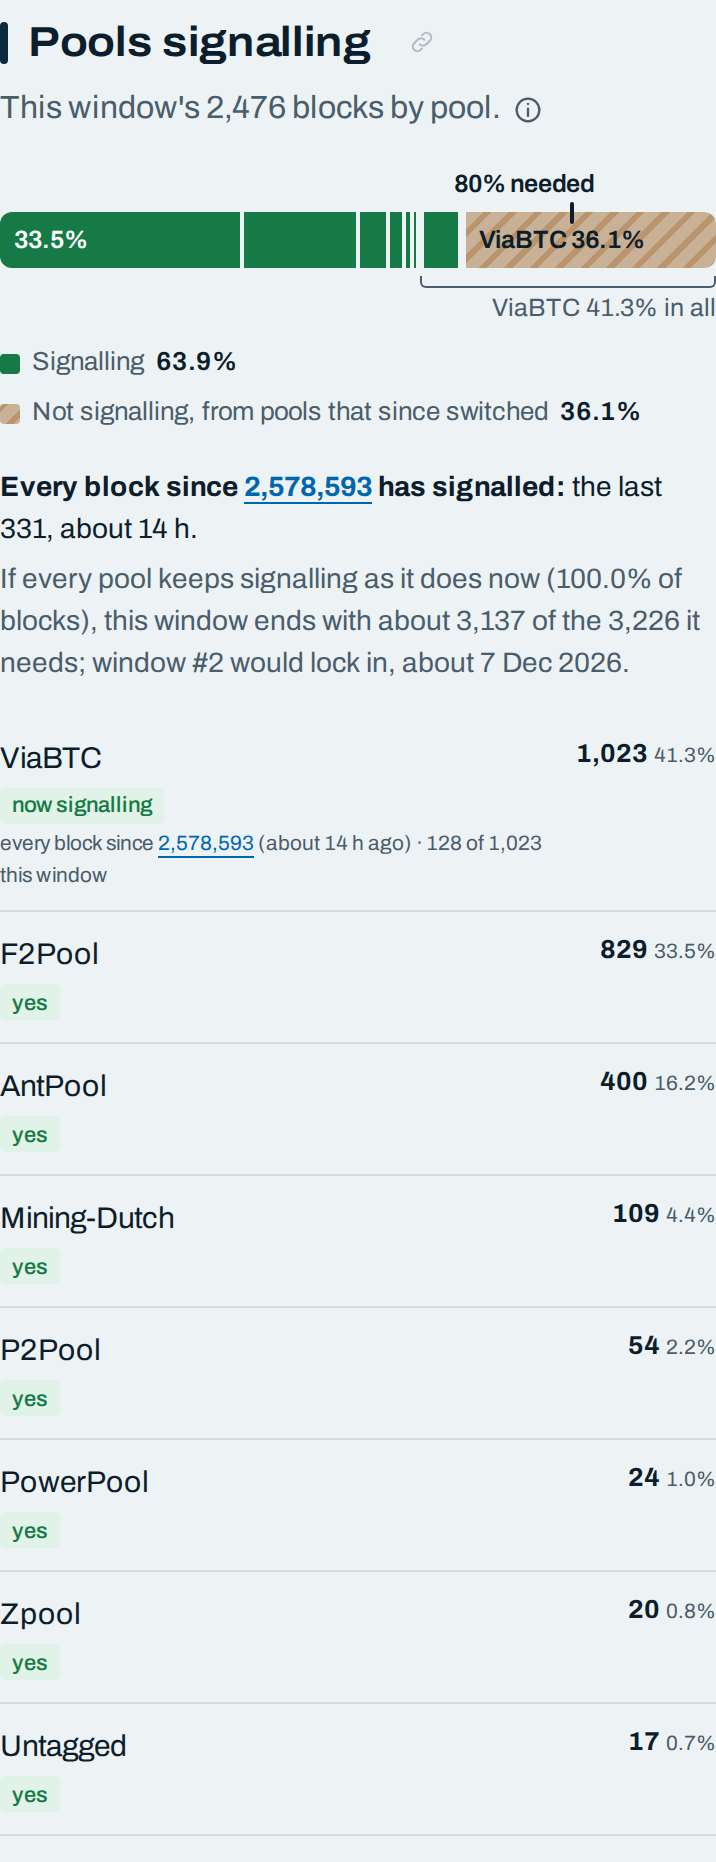 Pools signalling
This window's 2,476 blocks by pool.
80% needed
33.5%
ViaBTC 36.1%
ViaBTC 41.3% in all
Signalling 63.9%
Not signalling, from pools that since switched 36.1%
Every block since 2,578,593 has signalled: the last
331, about 14 h.
If every pool keeps signalling as it does now (100.0% of
blocks), this window ends with about 3,137 of the 3,226 it
needs; window #2 would lock in, about 7 Dec 2026.
ViaBTC 1,023 41.3%
now signalling
every block since 2,578,593 (about 14 h ago) · 128 of 1,023
this window
F2Pool 829 33.5%
yes
AntPool 400 16.2%
yes
Mining-Dutch 109 4.4%
yes
P2Pool 54 2.2%
yes
PowerPool 24 1.0%
yes
Zpool 20 0.8%
yes
Untagged 17 0.7%
yes